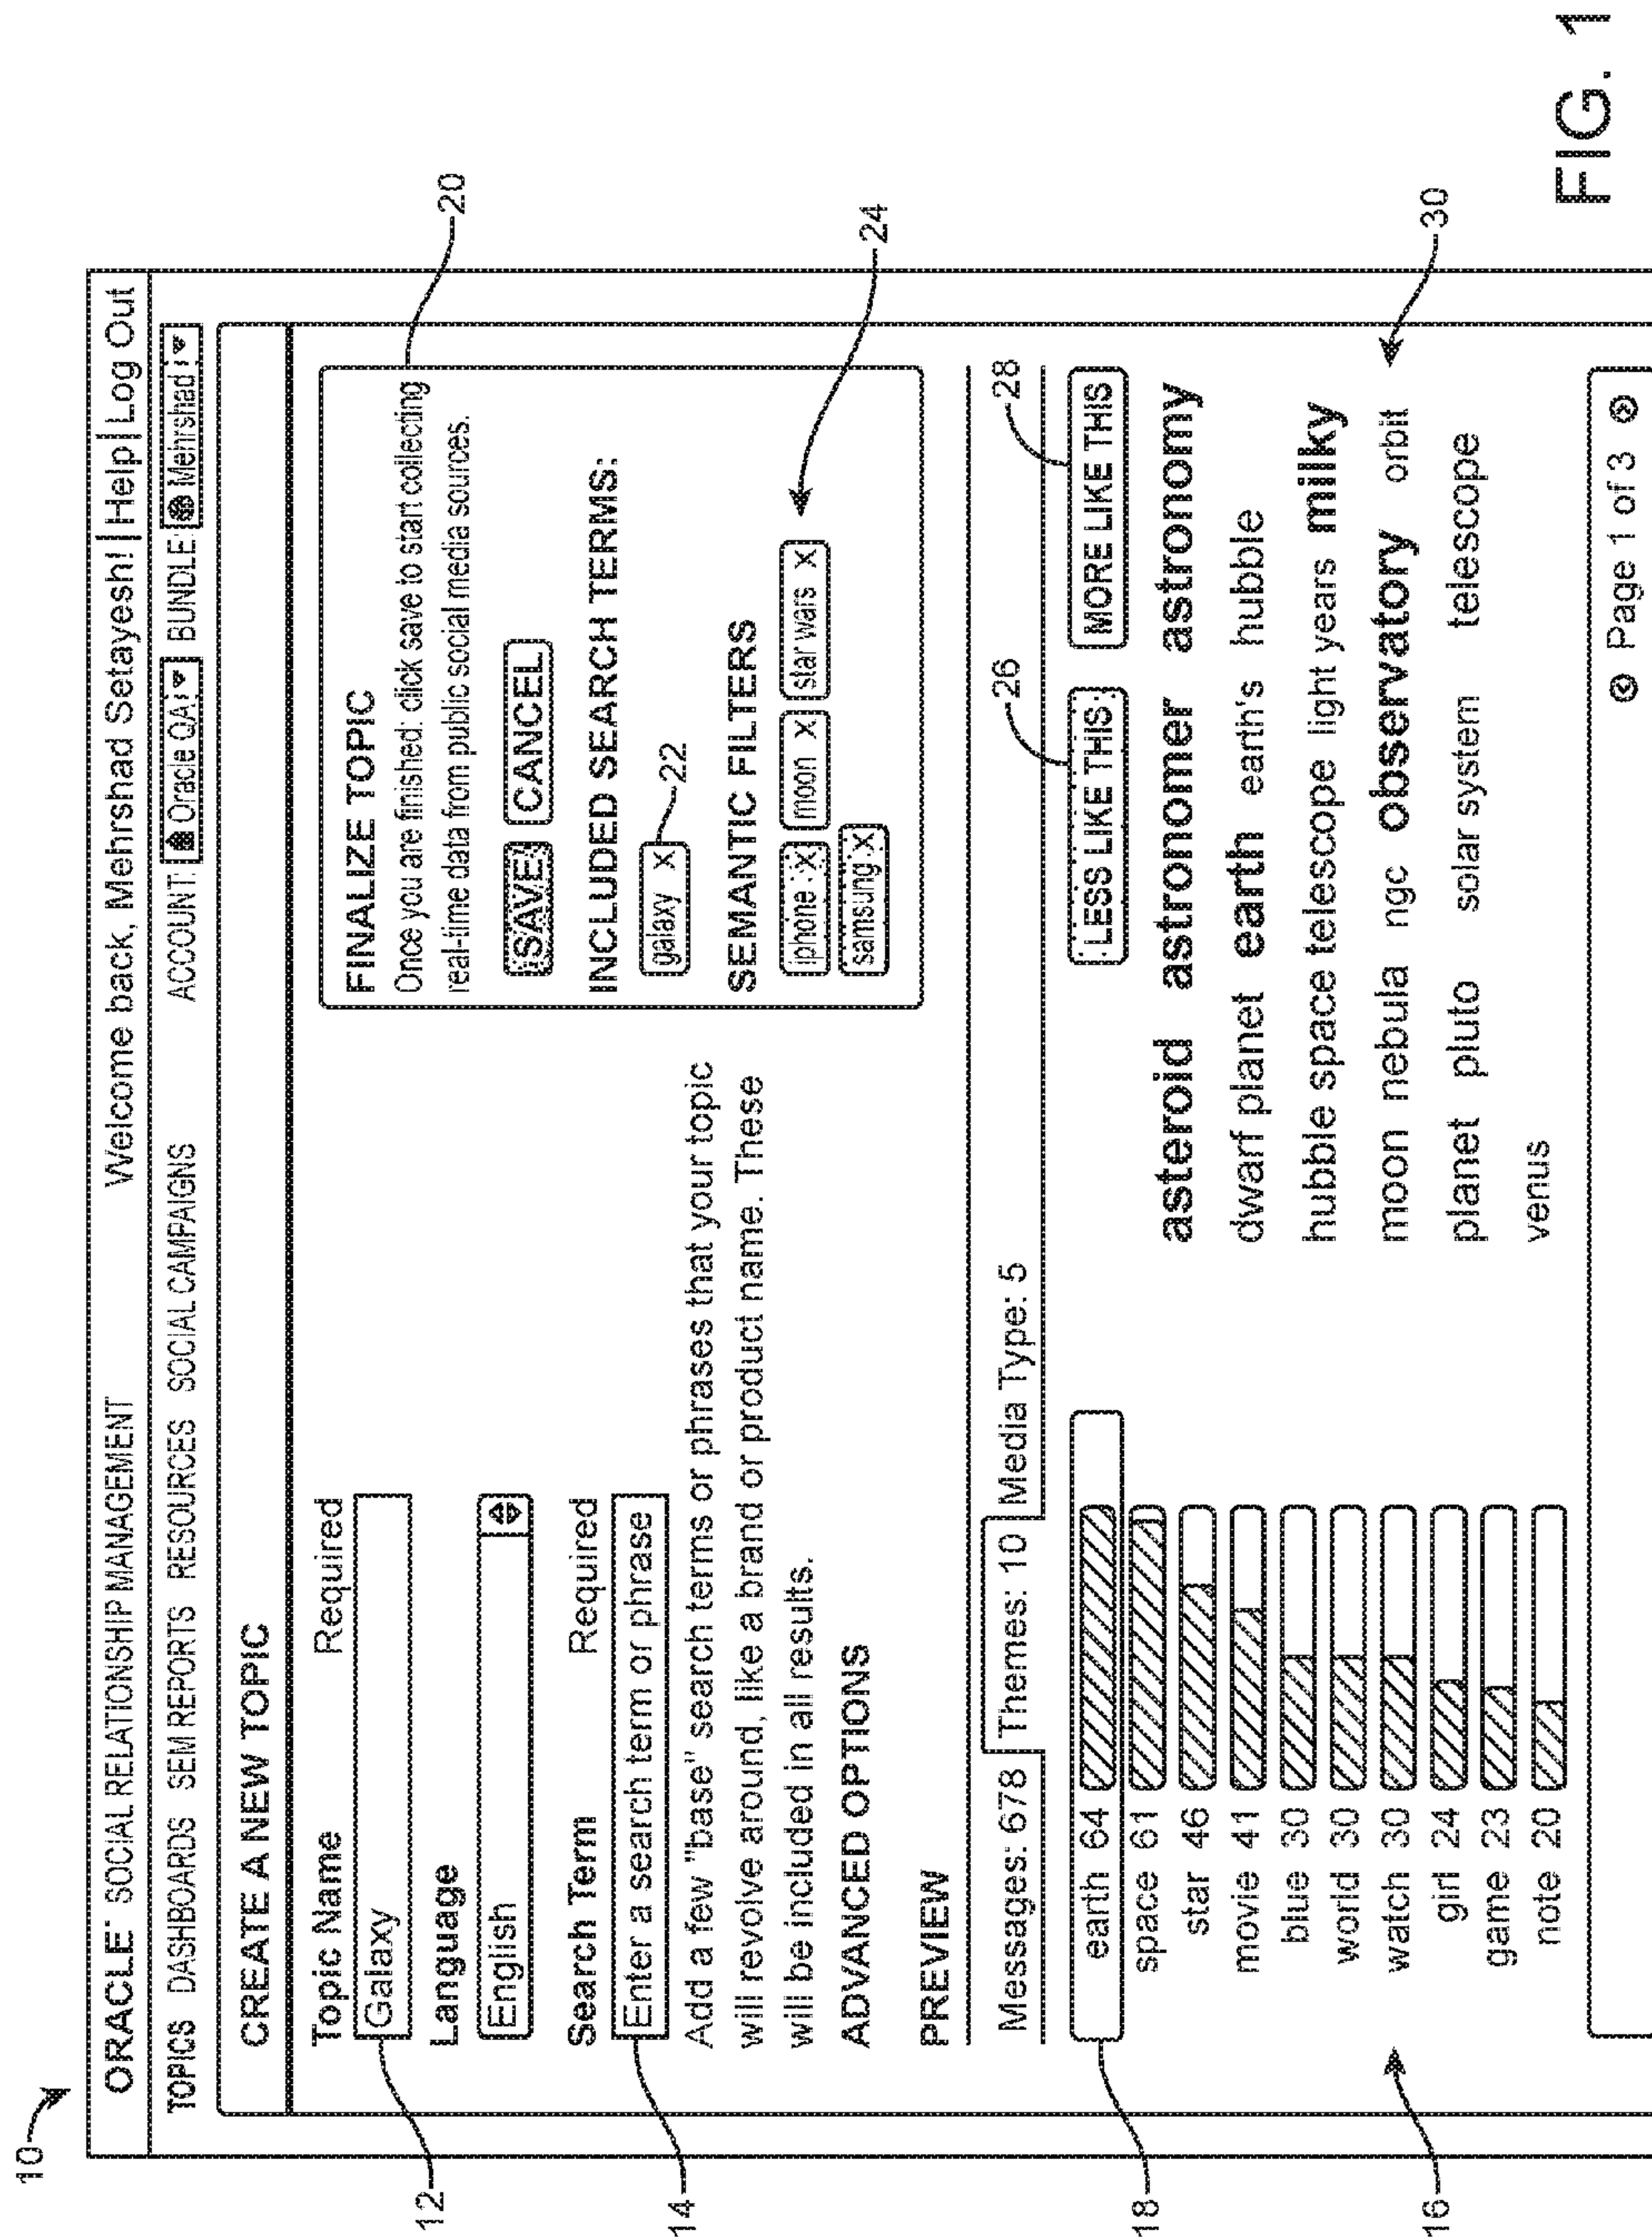 10
ORACLE SOCIAL RELATIONSHIP MANAGEMENT Welcome back, Mehrshad Setayesh! | Help | Log Out
TOPICS DASHBOARDS SEM REPORTS RESOURCES SOCIAL CAMPAIGNS ACCOUNT: Oracle QA BUNDLE: Mehrshad
CREATE A NEW TOPIC
Topic Name Required
12
Galaxy
Language
English
Search Term Required
14
Enter a search term or phrase
Add a few "base" search terms or phrases that your topic
will revolve around, like a brand or product name. These
will be included in all results.
ADVANCED OPTIONS
FINALIZE TOPIC
Once you are finished: click save to start collecting
real-time data from public social media sources.
20
SAVE CANCEL
INCLUDED SEARCH TERMS:
galaxy X
22
SEMANTIC FILTERS
iphone X moon X star wars X
samsung X
24
PREVIEW
Messages: 678 Themes: 10 Media Type: 5
18
earth 64
space 61
star 46
movie 41
blue 30
world 30
watch 30
girl 24
game 23
note 20
16
26
28
LESS LIKE THIS MORE LIKE THIS
asteroid astronomer astronomy
dwarf planet earth earth's hubble
hubble space telescope light years milky
moon nebula ngc observatory orbit
planet pluto solar system telescope
venus
30
Page 1 of 3
FIG. 1